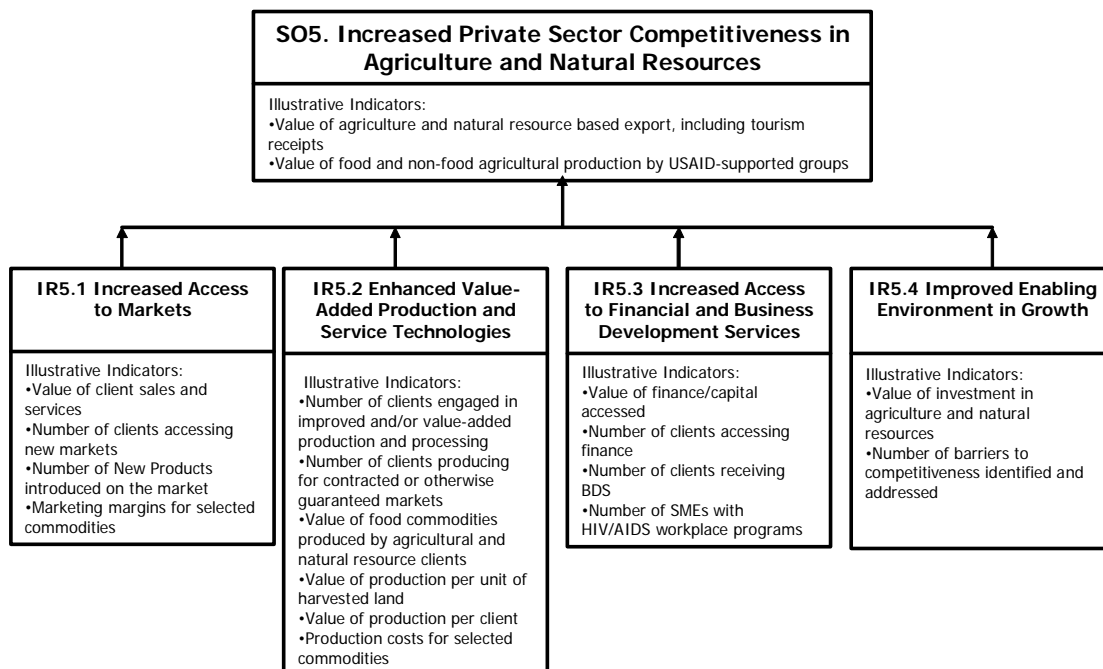 SO5. Increased Private Sector Competitiveness in
Agriculture and Natural Resources
Illustrative Indicators:
•Value of agriculture and natural resource based export, including tourism
receipts
•Value of food and non-food agricultural production by USAID-supported groups
IR5.1 Increased Access
to Markets
Illustrative Indicators:
•Value of client sales and
services
•Number of clients accessing
new markets
•Number of New Products
introduced on the market
•Marketing margins for selected
commodities
IR5.2 Enhanced Value-
Added Production and
Service Technologies
Illustrative Indicators:
•Number of clients engaged in
improved and/or value-added
production and processing
•Number of clients producing
for contracted or otherwise
guaranteed markets
•Value of food commodities
produced by agricultural and
natural resource clients
•Value of production per unit of
harvested land
•Value of production per client
•Production costs for selected
commodities
IR5.3 Increased Access
to Financial and Business
Development Services
Illustrative Indicators:
•Value of finance/capital
accessed
•Number of clients accessing
finance
•Number of clients receiving
BDS
•Number of SMEs with
HIV/AIDS workplace programs
IR5.4 Improved Enabling
Environment in Growth
Illustrative Indicators:
•Value of investment in
agriculture and natural
resources
•Number of barriers to
competitiveness identified and
addressed